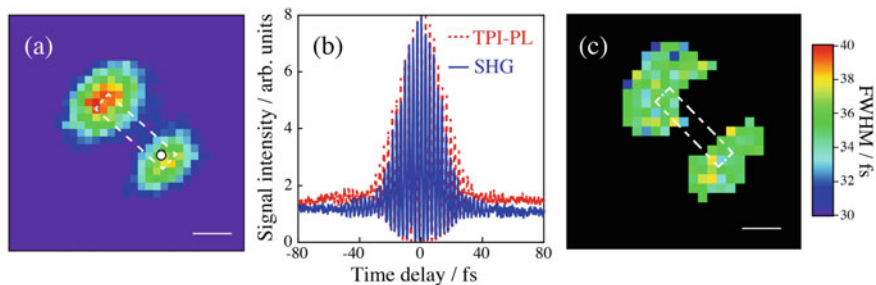 (a)
Signal intensity / arb. units
8
6
4
2
0
(b)
TPI-PL
SHG
-80
-40
0
40
80
Time delay / fs
(c)
40
38
36
34
32
30
FWHM / fs